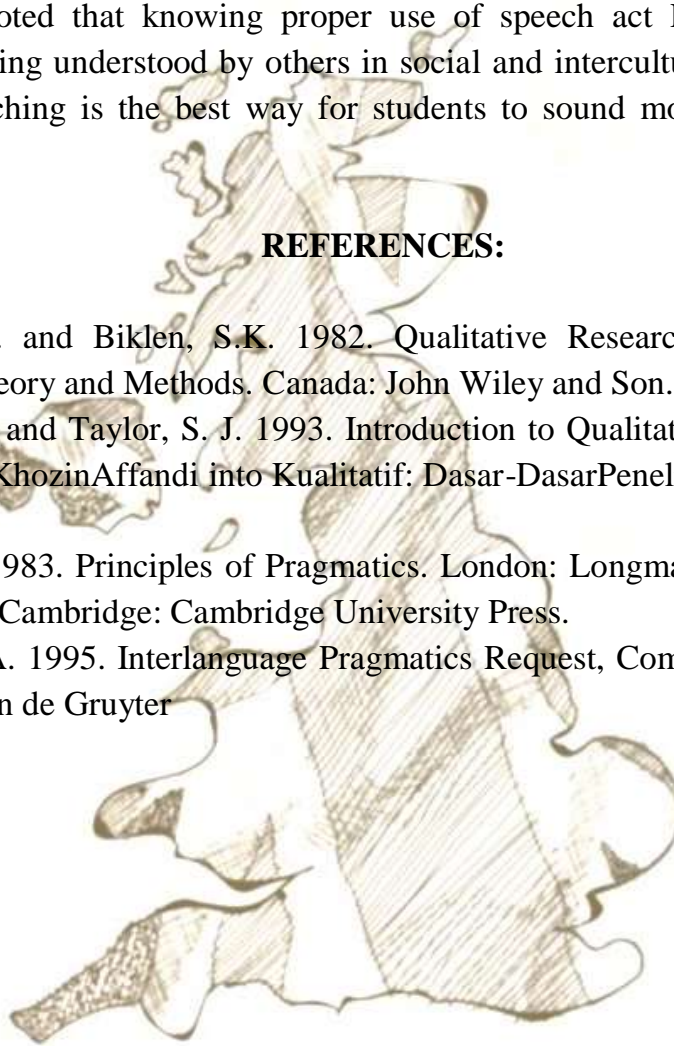 oted that knowing proper use of speech act
ing understood by others in social and intercultu
ching is the best way for students to sound mo
REFERENCES:
. and Biklen, S.K. 1982. Qualitative Researc
eory and Methods. Canada: John Wiley and Son.
and Taylor, S. J. 1993. Introduction to Qualitat
KhozinAffandi into Kualitatif: Dasar-DasarPenel
983. Principles of Pragmatics. London: Longma
Cambridge: Cambridge University Press.
A. 1995. Interlanguage Pragmatics Request, Com
n de Gruyter